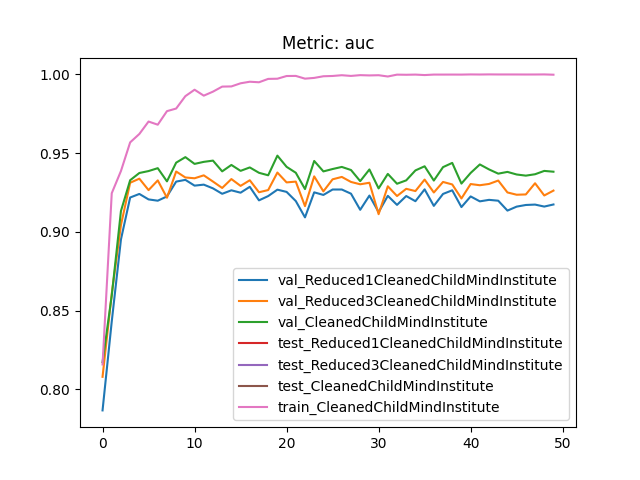 Metric: auc
1.00
0.95
0.90
0.85
0.80
val_Reduced1CleanedChildMindInstitute
val_Reduced3CleanedChildMindInstitute
val_CleanedChildMindInstitute
test_Reduced1CleanedChildMindInstitute
test_Reduced3CleanedChildMindInstitute
test_CleanedChildMindInstitute
train_CleanedChildMindInstitute
0 10 20 30 40 50